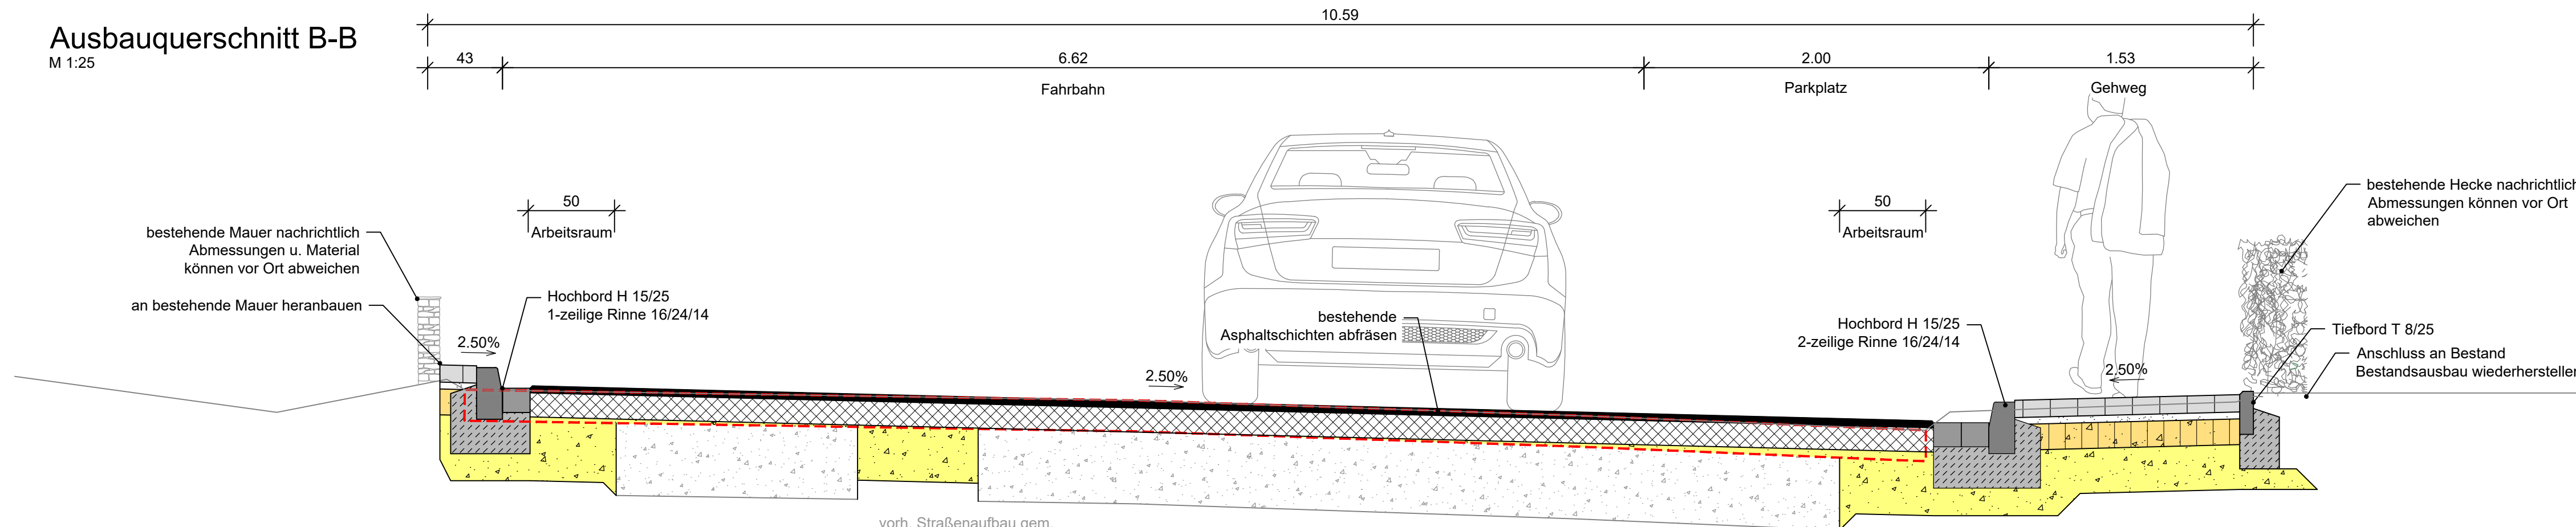 Ausbauquerschnitt B-B
M 1:25
10.59
43
6.62
2.00
1.53
Fahrbahn
Parkplatz
Gehweg
50
Arbeitsraum
50
Arbeitsraum
bestehende Mauer nachrichtlich
Abmessungen u. Material
können vor Ort abweichen
an bestehende Mauer heranbauen
Hochbord H 15/25
1-zeilige Rinne 16/24/14
bestehende
Asphaltschichten abfräsen
Hochbord H 15/25
2-zeilige Rinne 16/24/14
bestehende Hecke nachrichtlich
Abmessungen können vor Ort
abweichen
Tiefbord T 8/25
Anschluss an Bestand
Bestandsausbau wiederhersteller
2.50%
2.50%
2.50%
vorh. Straßenaufbau gem.